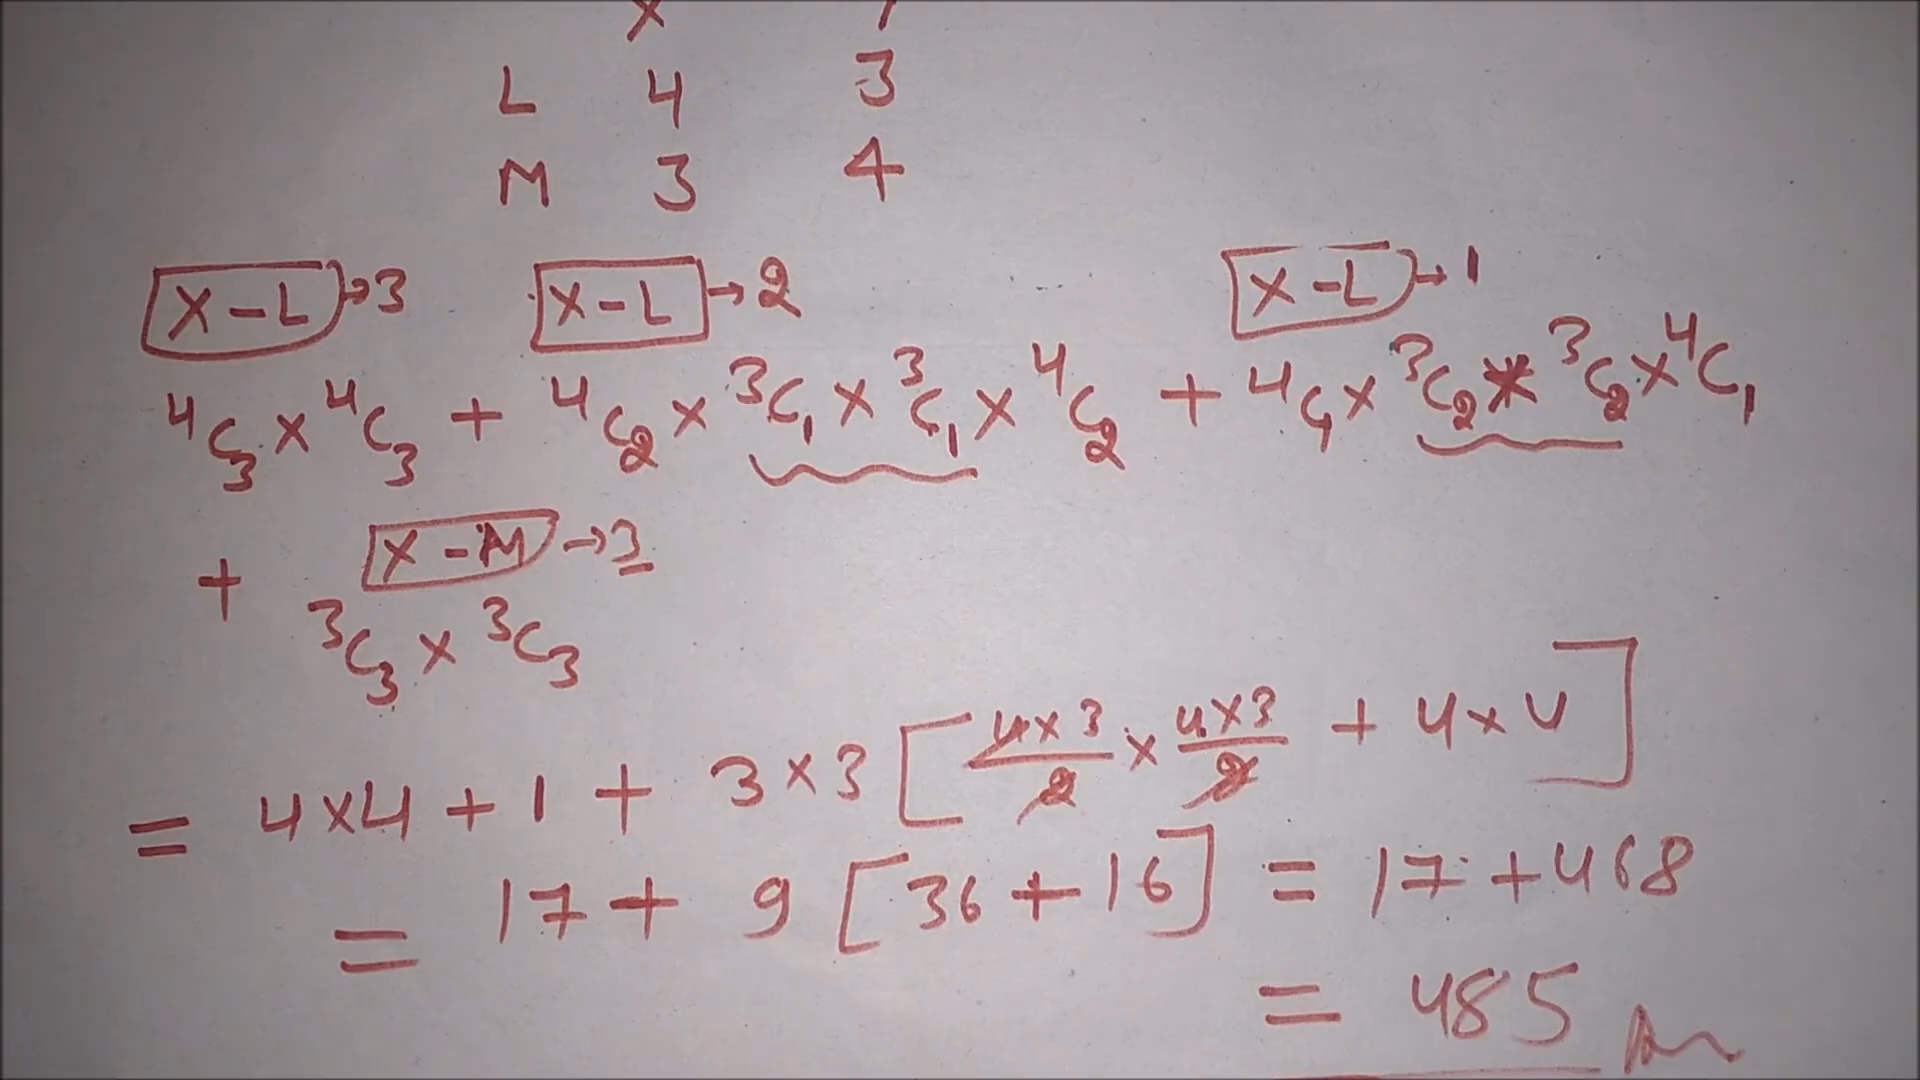 X Y
L 4 3
M 3 4
X-L →3 X-L →2 X-L →1
⁴C₃ × ⁴C₃ + ⁴C₂ × ³C₁ × ³C₁ × ⁴C₂ + ⁴C₁ × ³C₂ × ³C₂ × ⁴C₁
+ X-M →3
³C₃ × ³C₃
= 4×4 + 1 + 3×3 [ 4×3/2 × 4×3/2 + 4×4 ]
= 17 + 9 [36+16] = 17 + 468
= 485